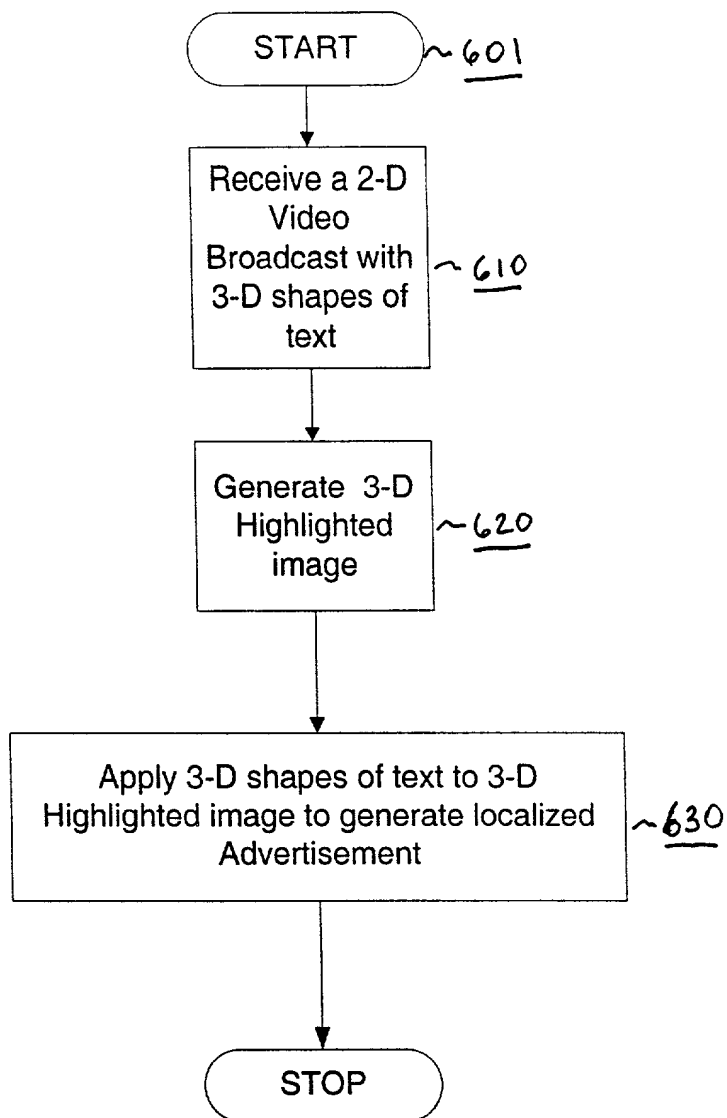 START ~ 601
Receive a 2-D
Video
Broadcast with ~ 610
3-D shapes of
text
Generate 3-D
Highlighted ~ 620
image
Apply 3-D shapes of text to 3-D
Highlighted image to generate localized ~ 630
Advertisement
STOP